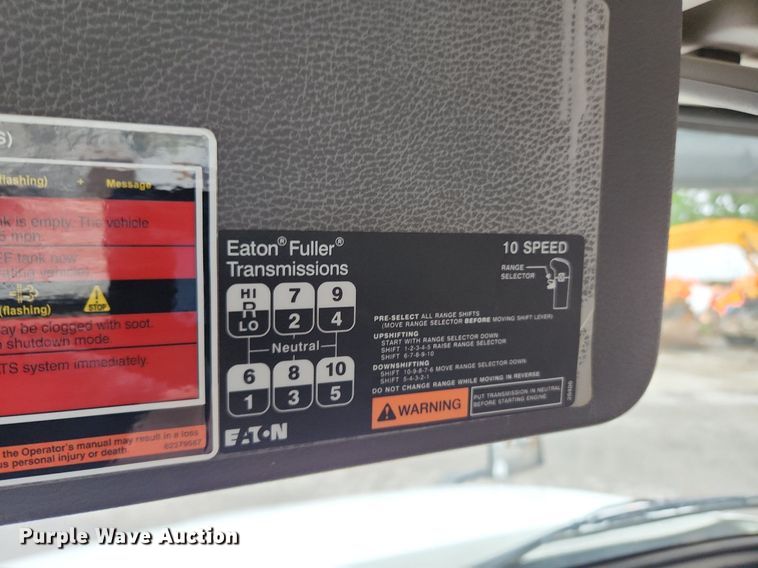 S)
flashing) + Message
k is empty. The vehicle
5 mph.
EF tank now
ating vehicle)
(flashing) STOP
ay be clogged with soot.
n shutdown mode.
TS system immediately.
the Operator's manual may result in a loss
us personal injury or death.
62279587
Eaton® Fuller®
Transmissions
10 SPEED
RANGE
SELECTOR
HI 7 9
R
LO 2 4
Neutral
6 8 10
1 3 5
EATON
PRE-SELECT ALL RANGE SHIFTS
(MOVE RANGE SELECTOR BEFORE MOVING SHIFT LEVER)
UPSHIFTING
START WITH RANGE SELECTOR DOWN
SHIFT 1-2-3-4-5 RAISE RANGE SELECTOR
SHIFT 6-7-8-9-10
DOWNSHIFTING
SHIFT 10-9-8-7-6 MOVE RANGE SELECTOR DOWN
SHIFT 5-4-3-2-1
DO NOT CHANGE RANGE WHILE MOVING IN REVERSE
WARNING
PUT TRANSMISSION IN NEUTRAL
BEFORE STARTING ENGINE
Purple Wave Auction